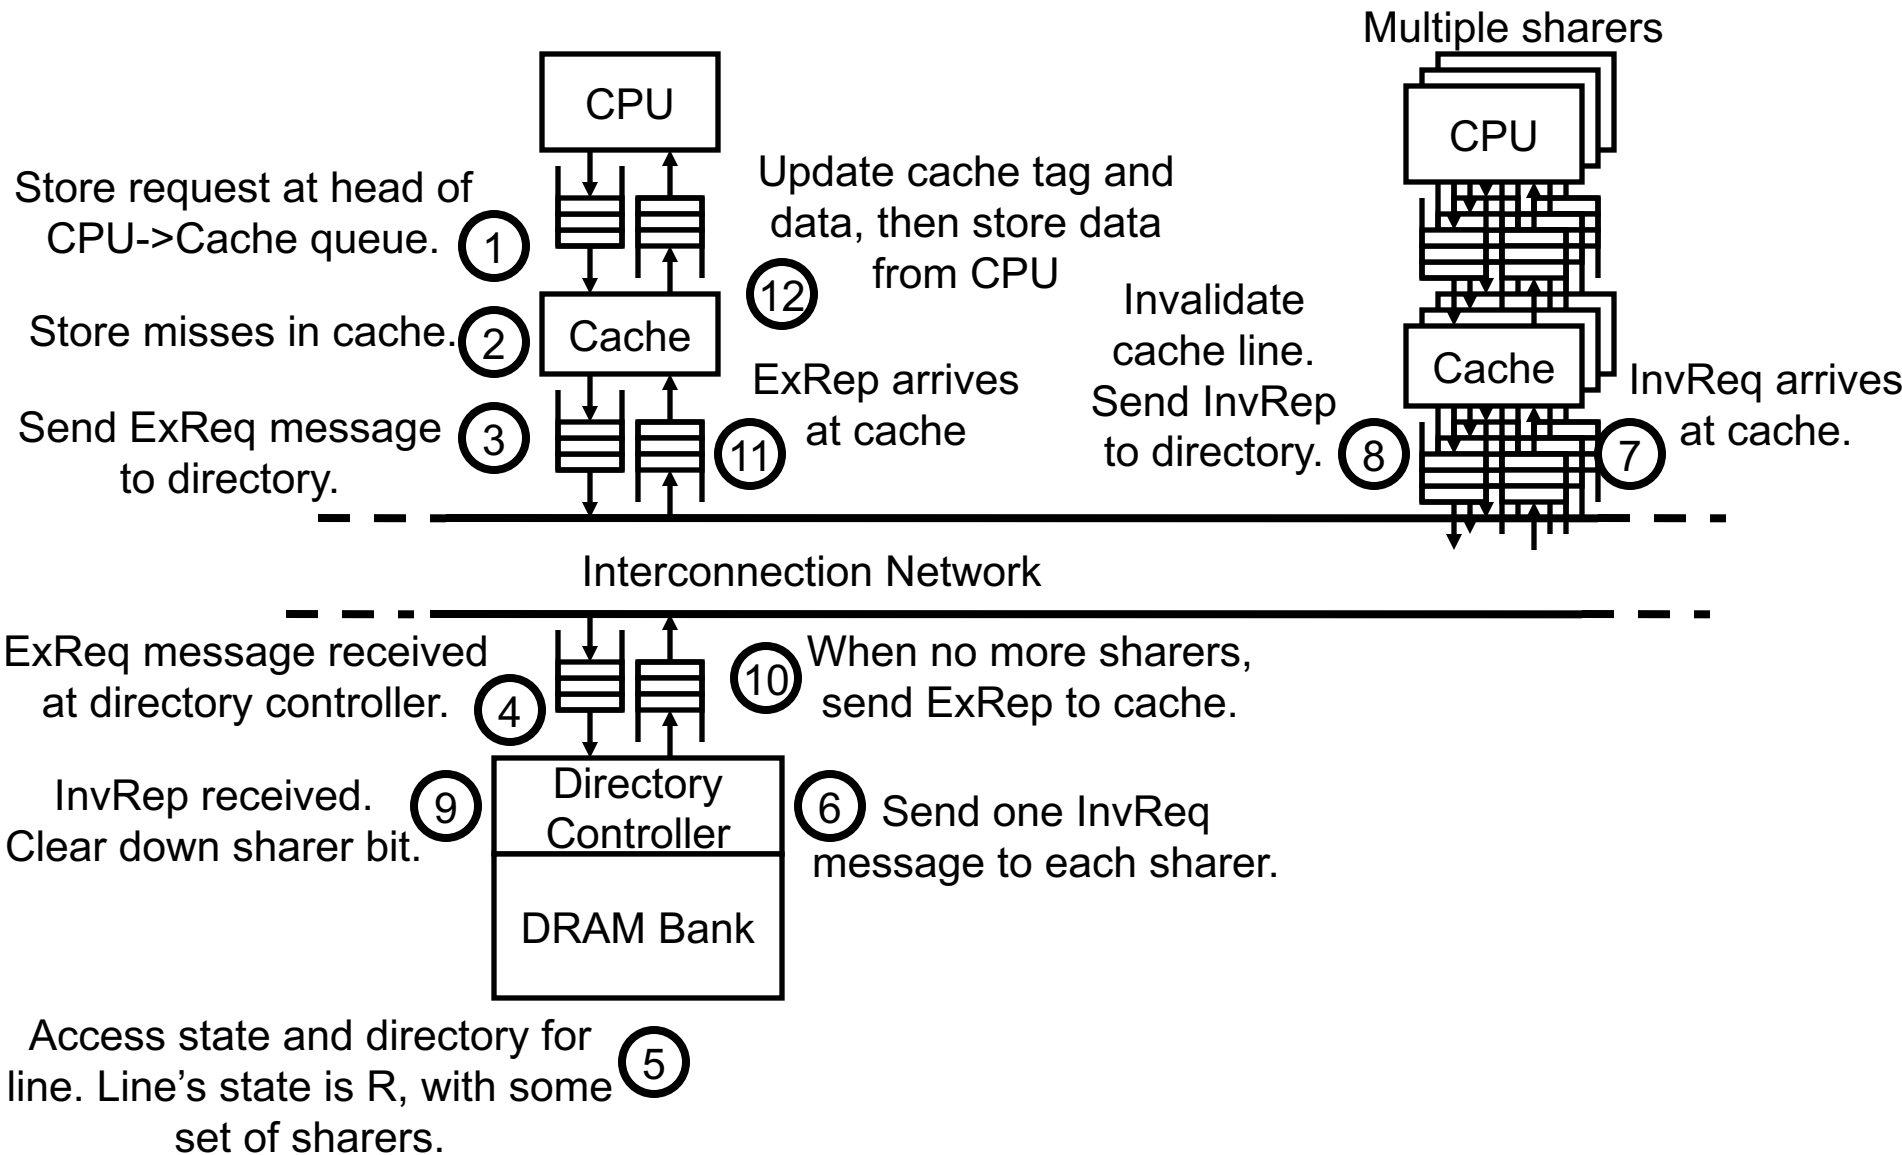 Multiple sharers
CPU
CPU
Store request at head of
CPU->Cache queue.
1
Update cache tag and
data, then store data
from CPU
12
Store misses in cache.
2
Cache
Invalidate
cache line.
Send InvRep
to directory.
8
Cache
InvReq arrives
at cache.
7
Send ExReq message
to directory.
3
ExRep arrives
at cache
11
Interconnection Network
ExReq message received
at directory controller.
4
10
When no more sharers,
send ExRep to cache.
InvRep received.
Clear down sharer bit.
9
Directory
Controller
6
Send one InvReq
message to each sharer.
DRAM Bank
Access state and directory for
line. Line’s state is R, with some
set of sharers.
5